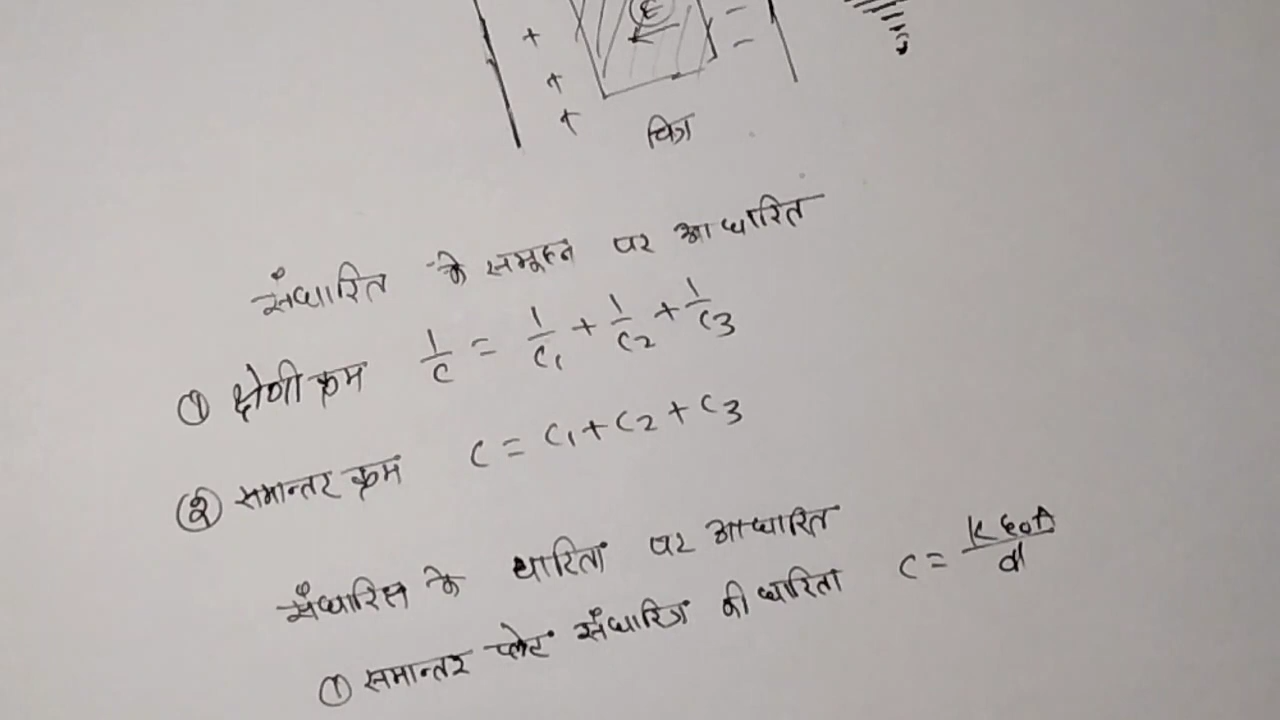 + E -
+ -
+
चित्र
संधारित के समूहन पर आधारित
① श्रेणी क्रम 1/C = 1/C₁ + 1/C₂ + 1/C₃
② समान्तर क्रम C = C₁ + C₂ + C₃
संधारित्र के धारिता पर आधारित
① समान्तर प्लेट संधारित्र की धारिता C = Kε₀A/d